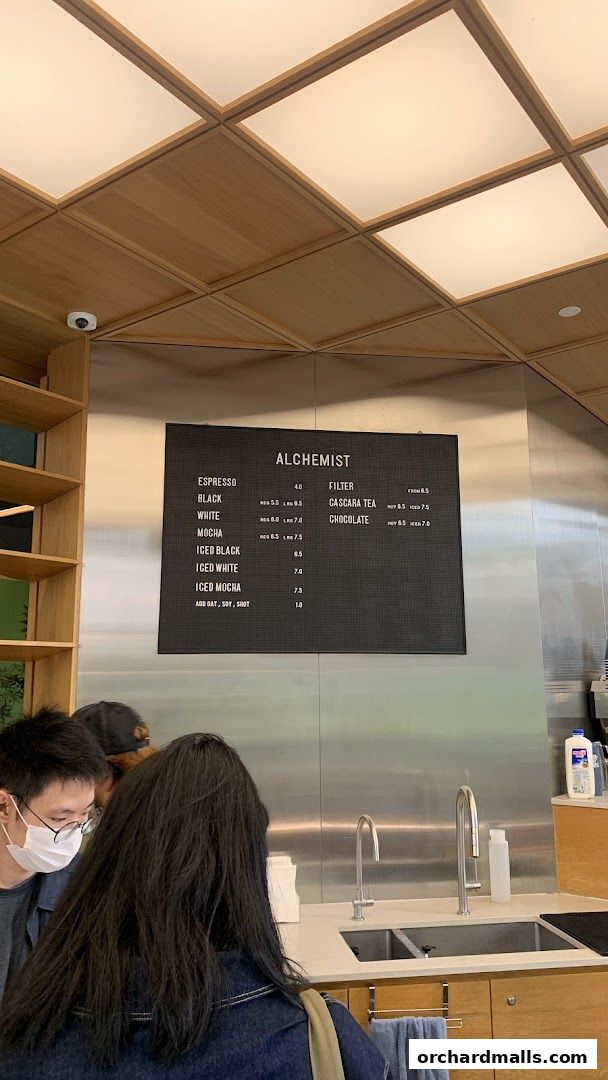 ALCHEMIST
ESPRESSO 4.0
BLACK REG 5.5 LRG 6.5
WHITE REG 6.0 LRG 7.0
MOCHA REG 6.5 LRG 7.5
ICED BLACK 6.5
ICED WHITE 7.0
ICED MOCHA 7.5
ADD OAT, SOY, SHOT 1.0
FILTER FROM 6.5
CASCARA TEA HOT 6.5 ICED 7.5
CHOCOLATE HOT 6.5 ICED 7.0
orchardmalls.com